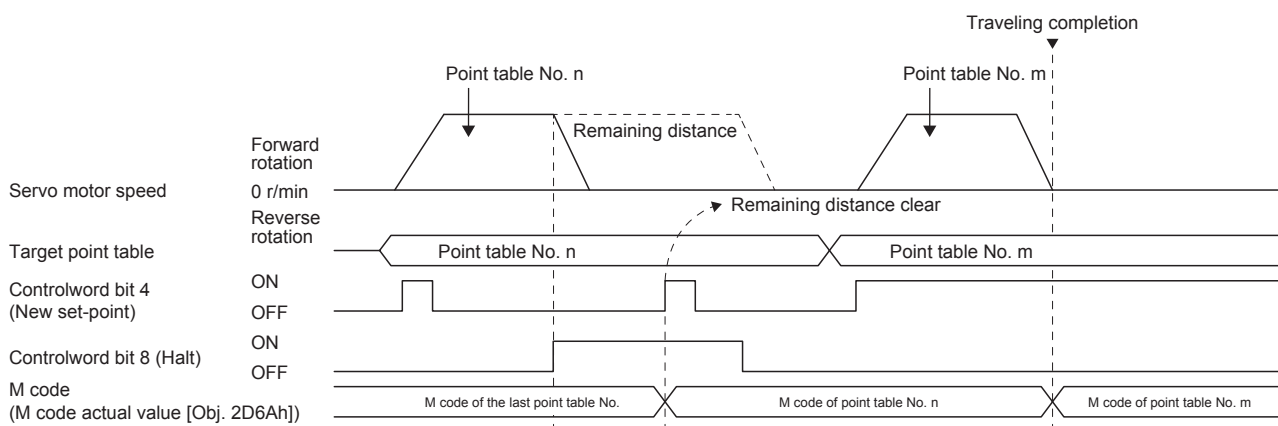 Traveling completion
Point table No. n
Point table No. m
Remaining distance
Forward
rotation
Servo motor speed
0 r/min
Remaining distance clear
Reverse
rotation
Target point table
Point table No. n
Point table No. m
Controlword bit 4
(New set-point)
ON
OFF
Controlword bit 8 (Halt)
ON
OFF
M code
(M code actual value [Obj. 2D6Ah])
M code of the last point table No.
M code of point table No. n
M code of point table No. m